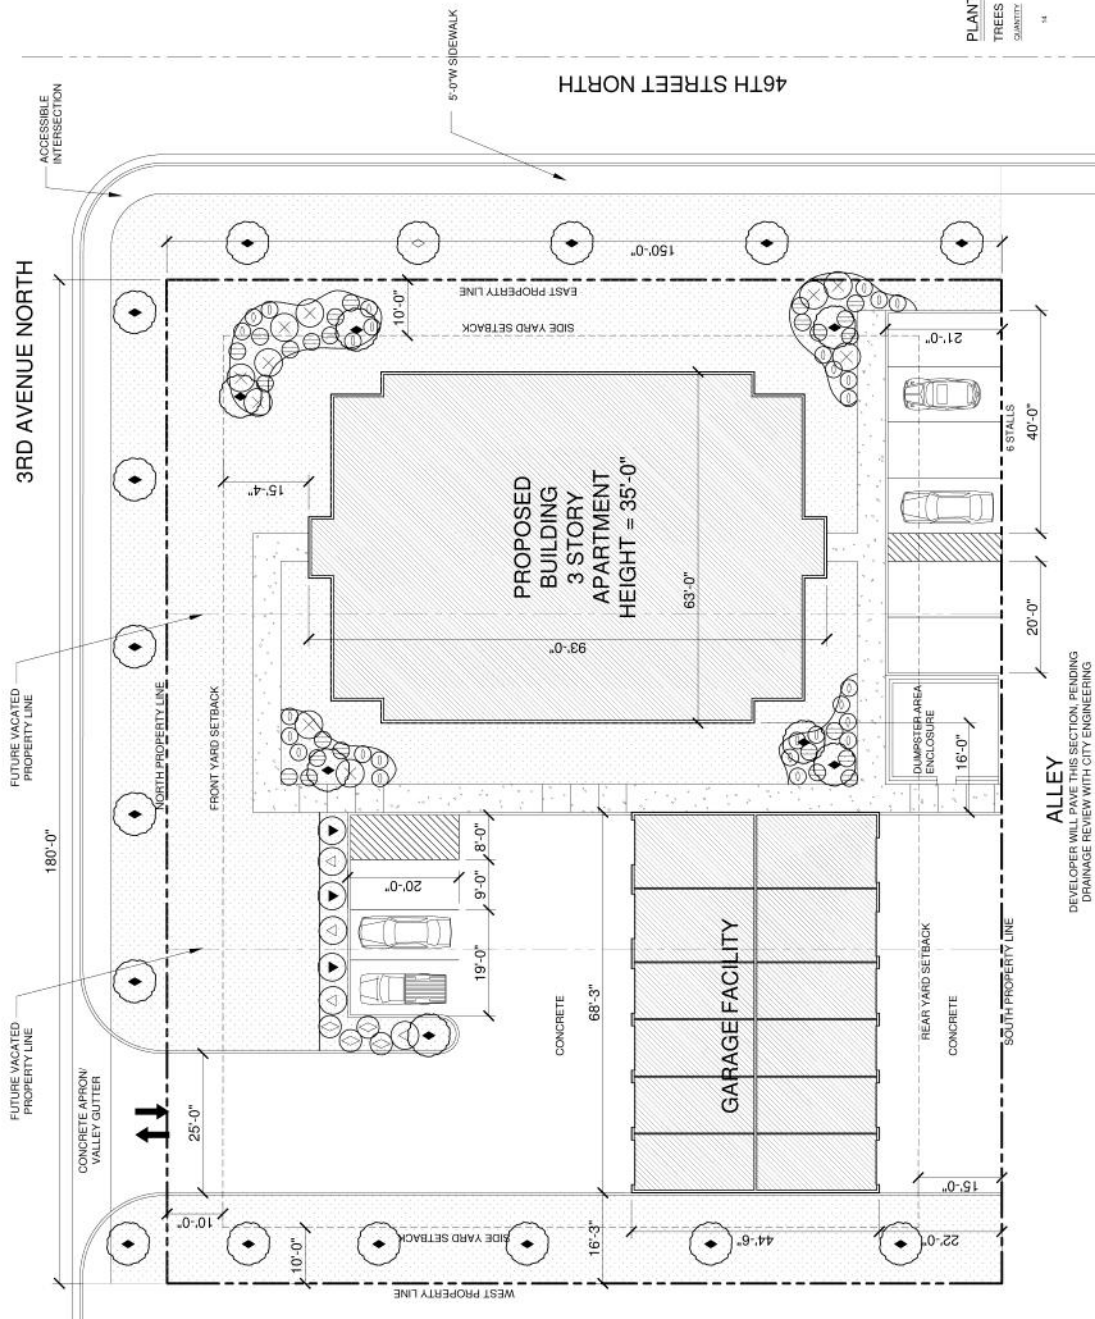 PLANT
TREES
QUANTITY
14
46TH STREET NORTH
5'-0"W SIDEWALK
ACCESSIBLE
INTERSECTION
3RD AVENUE NORTH
150'-0"
EAST PROPERTY LINE
10'-0"
SIDE YARD SETBACK
21'-0"
6 STALLS
40'-0"
15'-4"
PROPOSED
BUILDING
3 STORY
APARTMENT
HEIGHT = 35'-0"
63'-0"
93'-0"
20'-0"
FUTURE VACATED
PROPERTY LINE
NORTH PROPERTY LINE
FRONT YARD SETBACK
DUMPSTER AREA
ENCLOSURE
16'-0"
ALLEY
DEVELOPER WILL PAVE THIS SECTION, PENDING
DRAINAGE REVIEW WITH CITY ENGINEERING
180'-0"
8'-0"
9'-0"
20'-0"
19'-0"
GARAGE FACILITY
CONCRETE
68'-3"
REAR YARD SETBACK
CONCRETE
SOUTH PROPERTY LINE
FUTURE VACATED
PROPERTY LINE
CONCRETE APRON/
VALLEY GUTTER
25'-0"
15'-0"
10'-0"
10'-0"
SIDE YARD SETBACK
16'-3"
44'-6"
22'-0"
WEST PROPERTY LINE